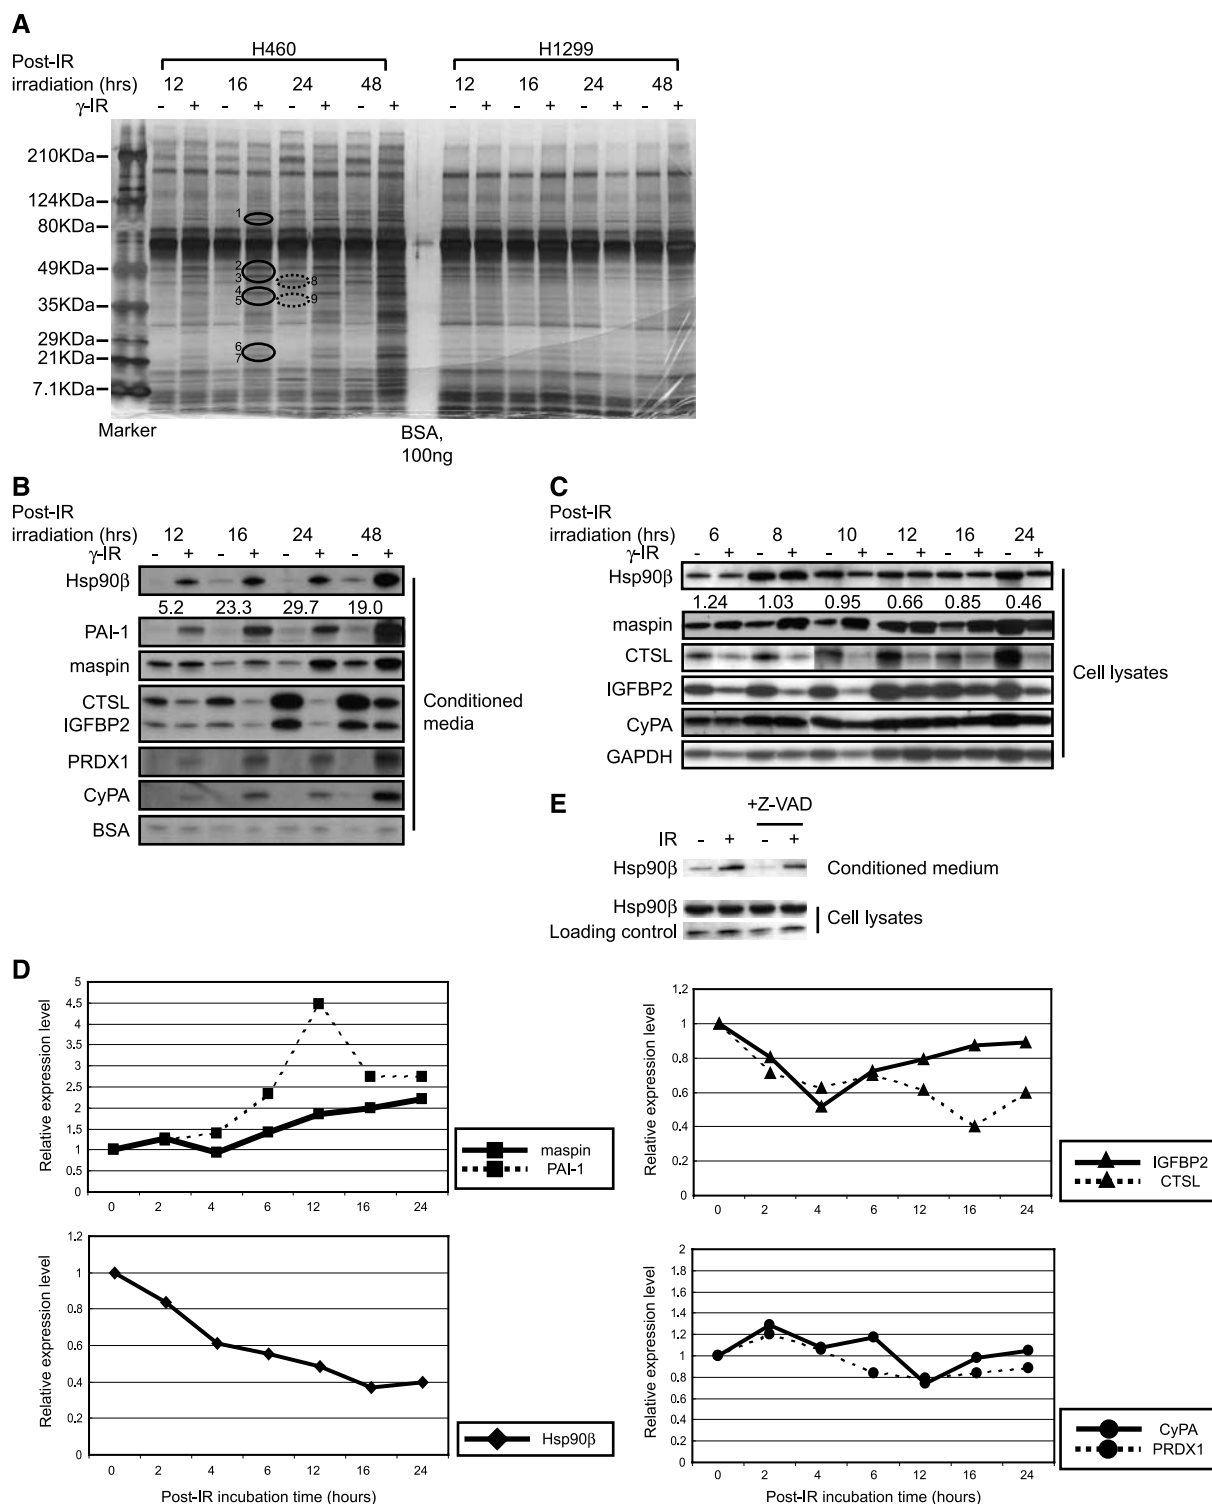 A
H460
H1299
Post-IR
irradiation (hrs) 12 16 24 48 12 16 24 48
γ-IR - + - + - + - + - + - + - + - +
210KDa
124KDa
80KDa
49KDa
35KDa
29KDa
21KDa
7.1KDa
1
2
3
4
5
6
7
8
9
Marker
BSA,
100ng
B
Post-IR
irradiation (hrs) 12 16 24 48
γ-IR - + - + - + - +
Hsp90β
5.2 23.3 29.7 19.0
PAI-1
maspin
CTSL
IGFBP2
PRDX1
CyPA
BSA
Conditioned
media
C
Post-IR
irradiation (hrs) 6 8 10 12 16 24
γ-IR - + - + - + - + - + - +
Hsp90β
1.24 1.03 0.95 0.66 0.85 0.46
maspin
CTSL
IGFBP2
CyPA
GAPDH
Cell lysates
E
+Z-VAD
IR - + - +
Hsp90β Conditioned medium
Hsp90β
Loading control
Cell lysates
D
Relative expression level
5
4.5
4
3.5
3
2.5
2
1.5
1
0.5
0
0 2 4 6 12 16 24
maspin
PAI-1
Relative expression level
1.2
1
0.8
0.6
0.4
0.2
0
0 2 4 6 12 16 24
IGFBP2
CTSL
Relative expression level
1.2
1
0.8
0.6
0.4
0.2
0
0 2 4 6 12 16 24
Post-IR incubation time (hours)
Hsp90β
Relative expression level
2
1.8
1.6
1.4
1.2
1
0.8
0.6
0.4
0.2
0
0 2 4 6 12 16 24
Post-IR incubation time (hours)
CyPA
PRDX1